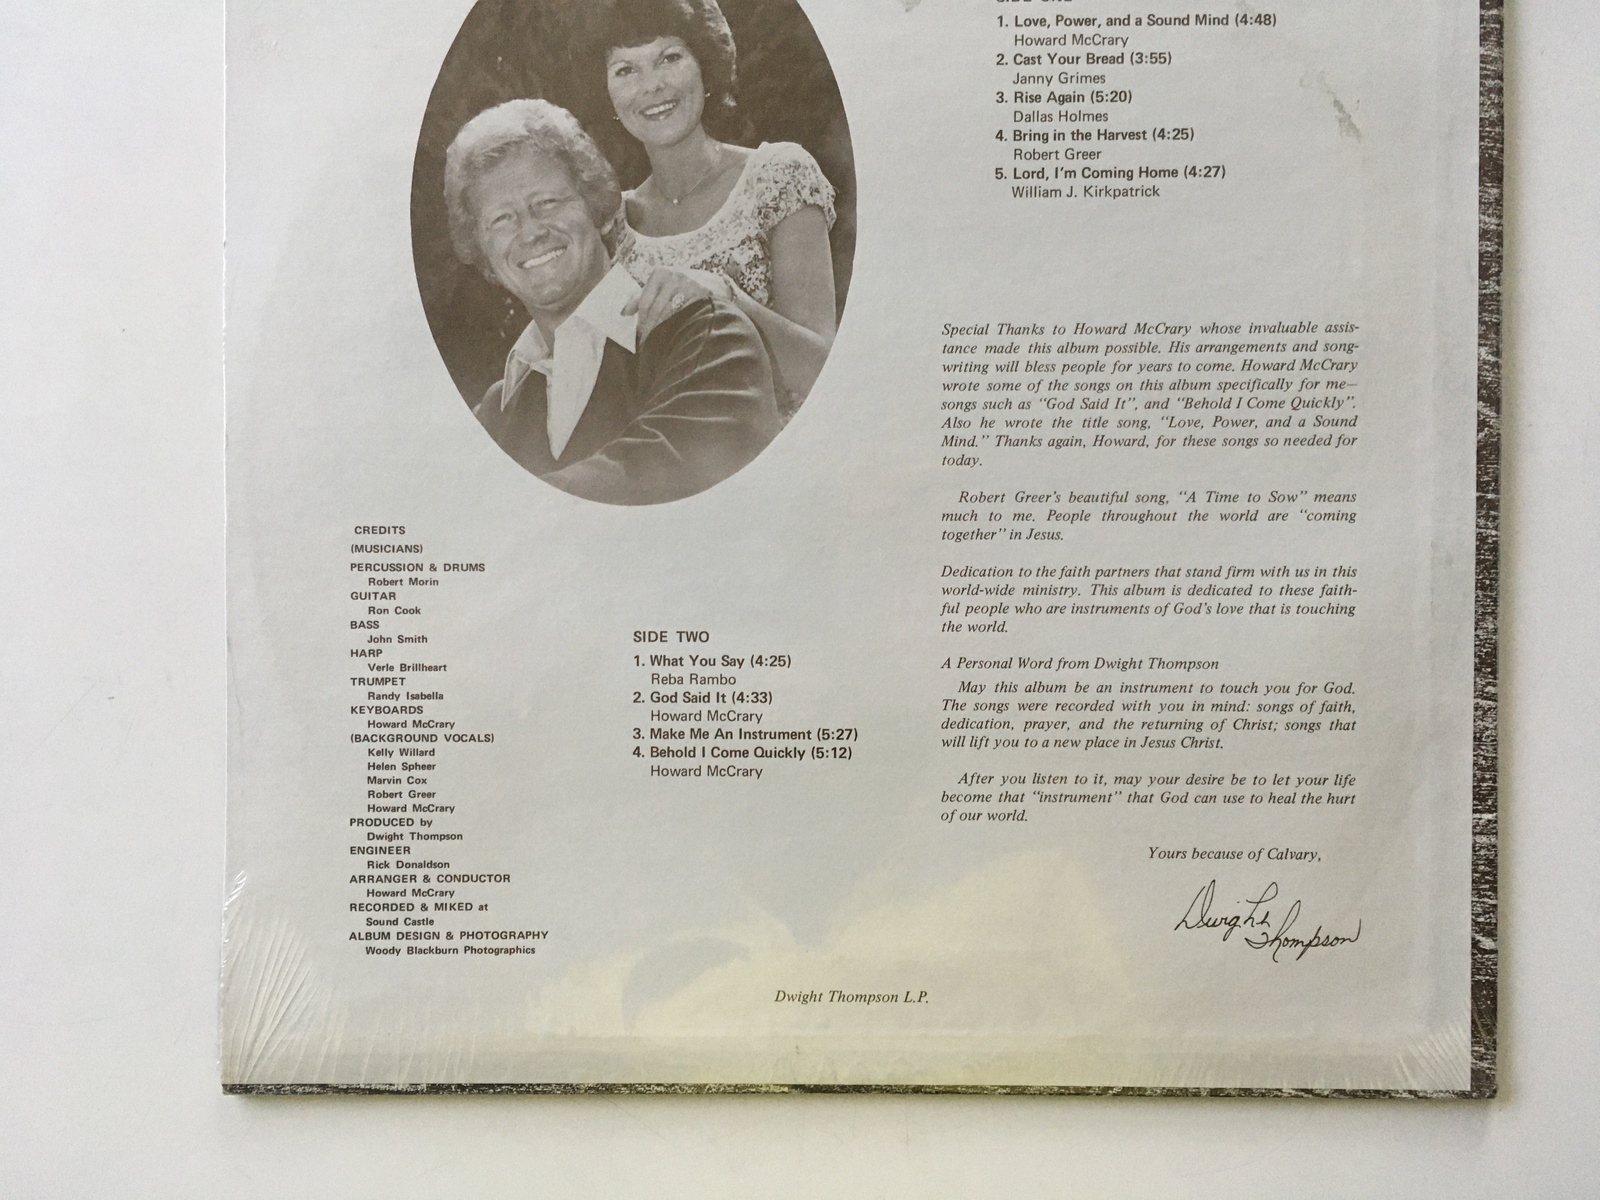 SIDE ONE
1. Love, Power, and a Sound Mind (4:48)
Howard McCrary
2. Cast Your Bread (3:55)
Janny Grimes
3. Rise Again (5:20)
Dallas Holmes
4. Bring in the Harvest (4:25)
Robert Greer
5. Lord, I'm Coming Home (4:27)
William J. Kirkpatrick
Special Thanks to Howard McCrary whose invaluable assis-
tance made this album possible. His arrangements and song-
writing will bless people for years to come. Howard McCrary
wrote some of the songs on this album specifically for me—
songs such as "God Said It", and "Behold I Come Quickly".
Also he wrote the title song, "Love, Power, and a Sound
Mind." Thanks again, Howard, for these songs so needed for
today.
Robert Greer's beautiful song, "A Time to Sow" means
much to me. People throughout the world are "coming
together" in Jesus.
Dedication to the faith partners that stand firm with us in this
world-wide ministry. This album is dedicated to these faith-
ful people who are instruments of God's love that is touching
the world.
A Personal Word from Dwight Thompson
May this album be an instrument to touch you for God.
The songs were recorded with you in mind: songs of faith,
dedication, prayer, and the returning of Christ; songs that
will lift you to a new place in Jesus Christ.
After you listen to it, may your desire be to let your life
become that "instrument" that God can use to heal the hurt
of our world.
Yours because of Calvary,
Dwight
Thompson
CREDITS
(MUSICIANS)
PERCUSSION & DRUMS
Robert Morin
GUITAR
Ron Cook
BASS
John Smith
HARP
Verle Brillheart
TRUMPET
Randy Isabella
KEYBOARDS
Howard McCrary
(BACKGROUND VOCALS)
Kelly Willard
Helen Spheer
Marvin Cox
Robert Greer
Howard McCrary
PRODUCED by
Dwight Thompson
ENGINEER
Rick Donaldson
ARRANGER & CONDUCTOR
Howard McCrary
RECORDED & MIKED at
Sound Castle
ALBUM DESIGN & PHOTOGRAPHY
Woody Blackburn Photographics
SIDE TWO
1. What You Say (4:25)
Reba Rambo
2. God Said It (4:33)
Howard McCrary
3. Make Me An Instrument (5:27)
4. Behold I Come Quickly (5:12)
Howard McCrary
Dwight Thompson L.P.